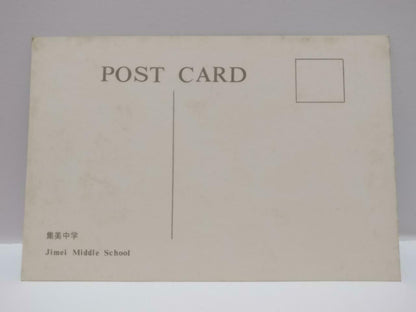 POST CARD
集美中学
Jimei Middle School